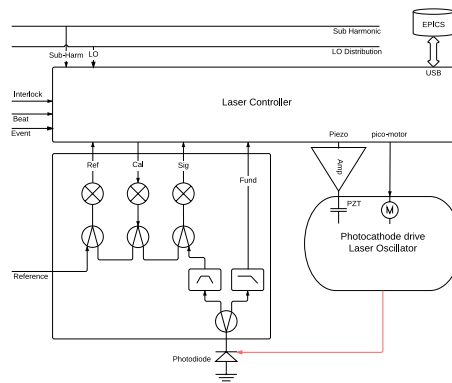 EPICS
Sub Harmonic
LO Distribution
Sub-Harm
LO
USB
Interlock
Laser Controller
Beat
Event
Piezo
pico-motor
Ref
Cal
Sig
Fund
Amp
PZT
M
Photocathode drive
Laser Oscillator
Reference
Photodiode